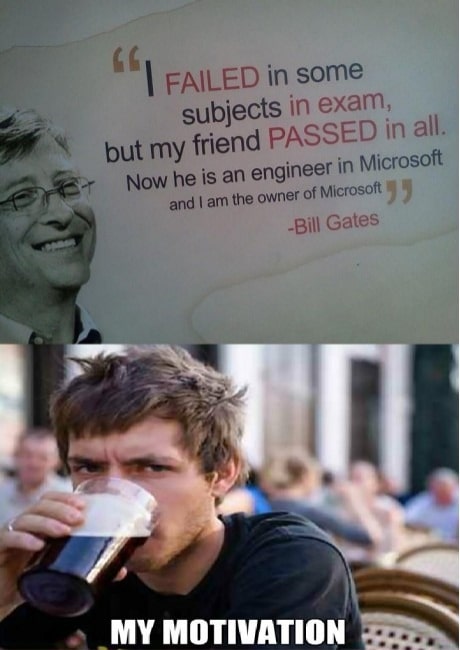 “I FAILED in some
subjects in exam,
but my friend PASSED in all.
Now he is an engineer in Microsoft
and I am the owner of Microsoft ”
-Bill Gates
MY MOTIVATION